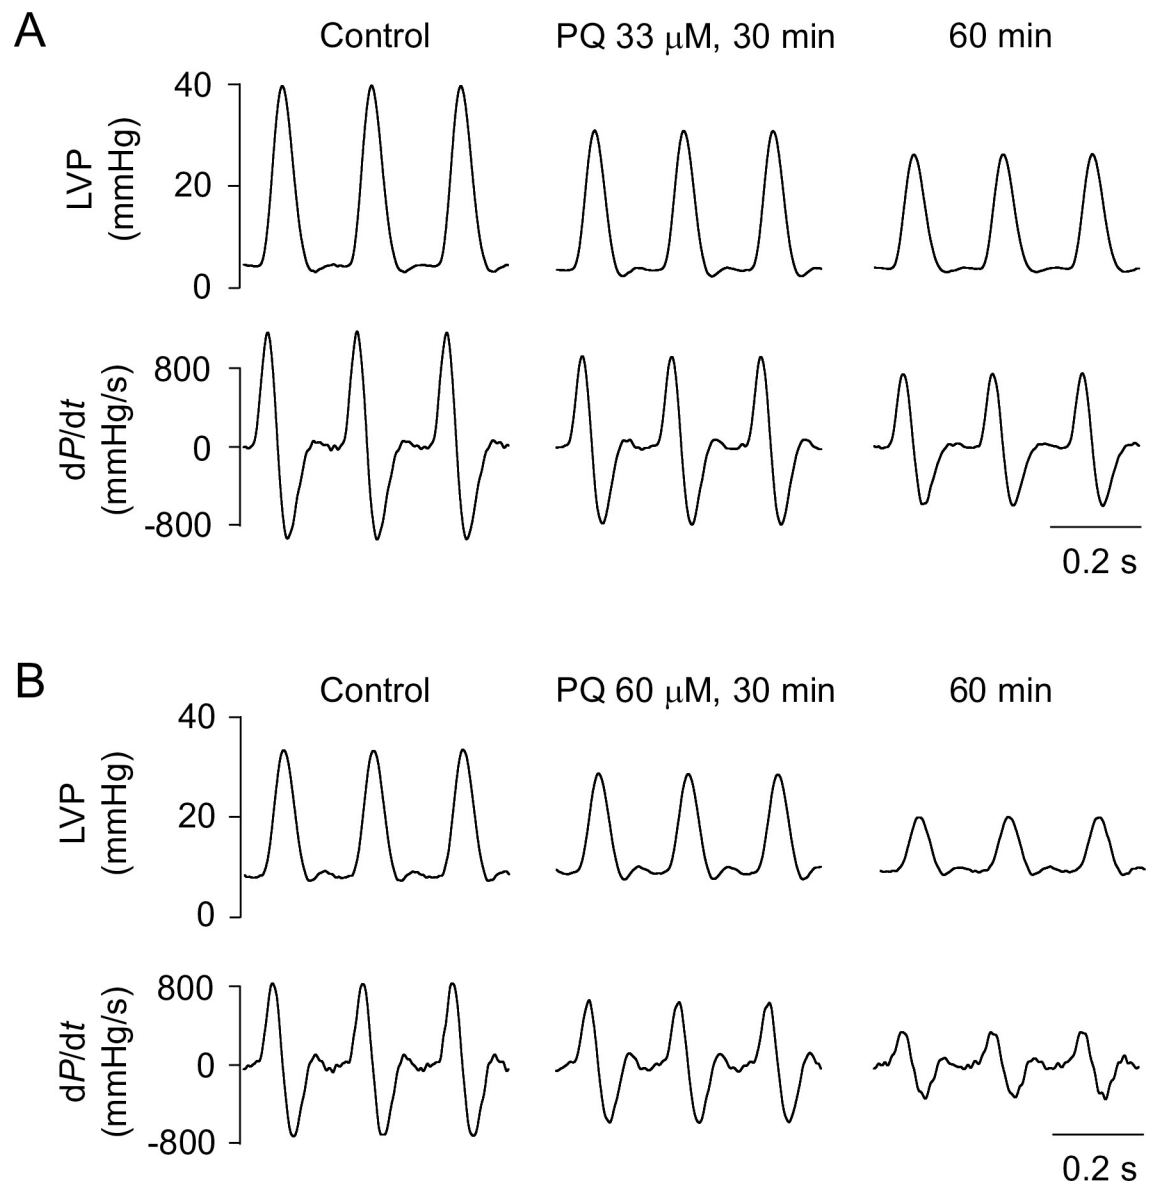 A
Control
PQ 33 μM, 30 min
60 min
LVP
(mmHg)
40
20
0
dP/dt
(mmHg/s)
800
0
-800
0.2 s
B
Control
PQ 60 μM, 30 min
60 min
LVP
(mmHg)
40
20
0
dP/dt
(mmHg/s)
800
0
-800
0.2 s